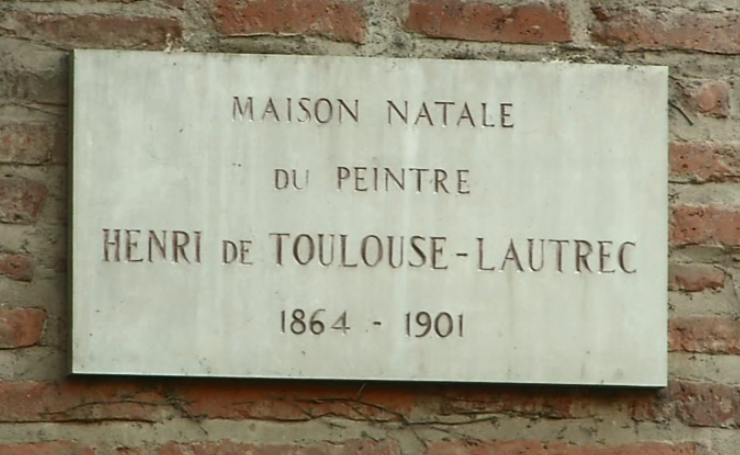 MAISON NATALE
DU PEINTRE
HENRI DE TOULOUSE-LAUTREC
1864 - 1901